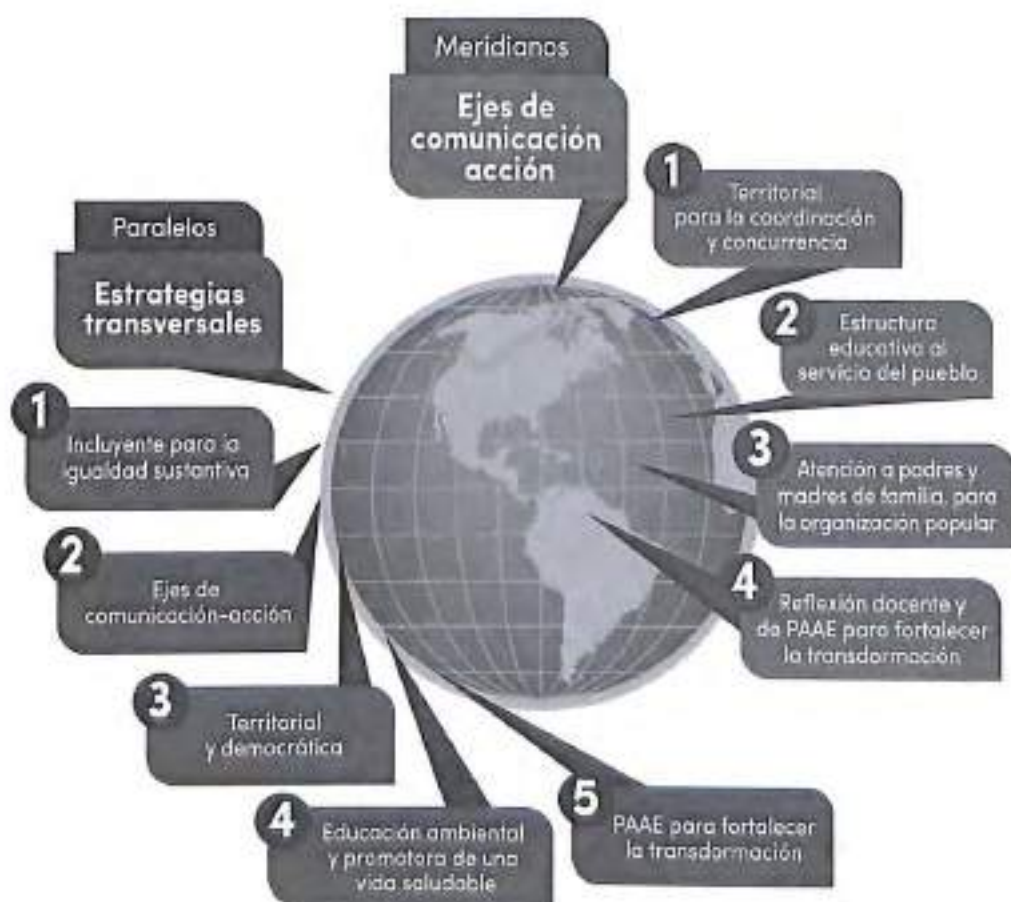 Meridianos
Ejes de
comunicación
acción
1
Territorial
para la coordinación
y concurrencia
2
Estructura
educativa al
servicio del pueblo
3
Atención a padres y
madres de familia, para
la organización popular
4
Reflexión docente y
de PAAE para fortalecer
la transdormación
Paralelos
Estrategias
transversales
1
Incluyente para la
igualdad sustantiva
2
Ejes de
comunicación-acción
3
Territorial
y democrática
4
Educación ambiental
y promotora de una
vida saludable
5
PAAE para fortalecer
la transdormación